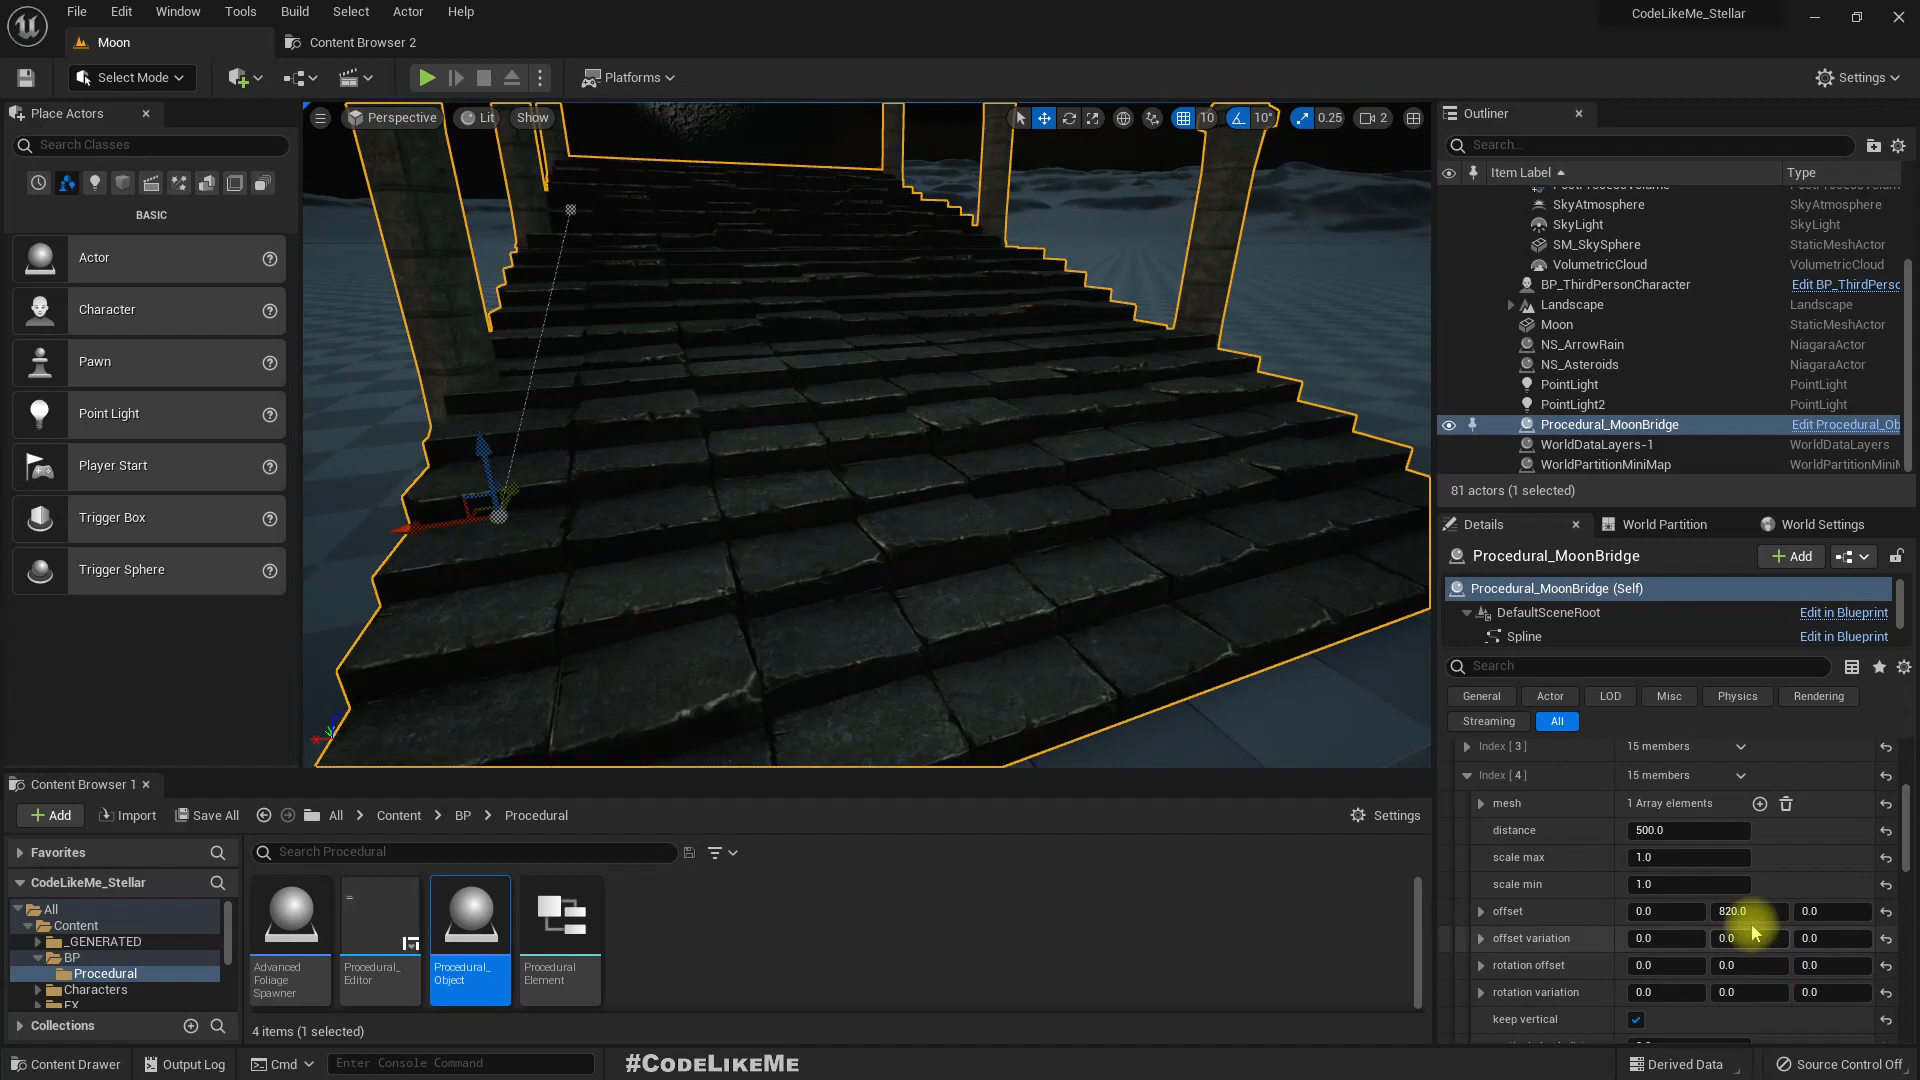 File Edit Window Tools Build Select Actor Help
CodeLikeMe_Stellar
Moon
Content Browser 2
Select Mode
Platforms
Settings
Place Actors
Search Classes
BASIC
Actor
Character
Pawn
Point Light
Player Start
Trigger Box
Trigger Sphere
Perspective
Lit
Show
10
10°
0.25
2
Outliner
Search...
Item Label
Type
SkyAtmosphere SkyAtmosphere
SkyLight SkyLight
SM_SkySphere StaticMeshActor
VolumetricCloud VolumetricCloud
BP_ThirdPersonCharacter Edit BP_ThirdPersc
Landscape Landscape
Moon StaticMeshActor
NS_ArrowRain NiagaraActor
NS_Asteroids NiagaraActor
PointLight PointLight
PointLight2 PointLight
Procedural_MoonBridge Edit Procedural_Ob
WorldDataLayers-1 WorldDataLayers
WorldPartitionMiniMap WorldPartitionMiniM
81 actors (1 selected)
Details
World Partition
World Settings
Procedural_MoonBridge
Add
Procedural_MoonBridge (Self)
DefaultSceneRoot Edit in Blueprint
Spline Edit in Blueprint
Search
General Actor LOD Misc Physics Rendering
Streaming All
Index [ 3 ] 15 members
Index [ 4 ] 15 members
mesh 1 Array elements
distance 500.0
scale max 1.0
scale min 1.0
offset 0.0 820.0 0.0
offset variation 0.0 0.0 0.0
rotation offset 0.0 0.0 0.0
rotation variation 0.0 0.0 0.0
keep vertical
Content Browser 1
Add Import Save All All Content BP Procedural Settings
Favorites
CodeLikeMe_Stellar
All
Content
_GENERATED
BP
Procedural
Characters
FX
Collections
Search Procedural
Advanced Foliage Spawner
Procedural_ Editor
Procedural_ Object
Procedural Element
4 items (1 selected)
Content Drawer
Output Log
Cmd
Enter Console Command
#CodeLikeMe
Derived Data
Source Control Off